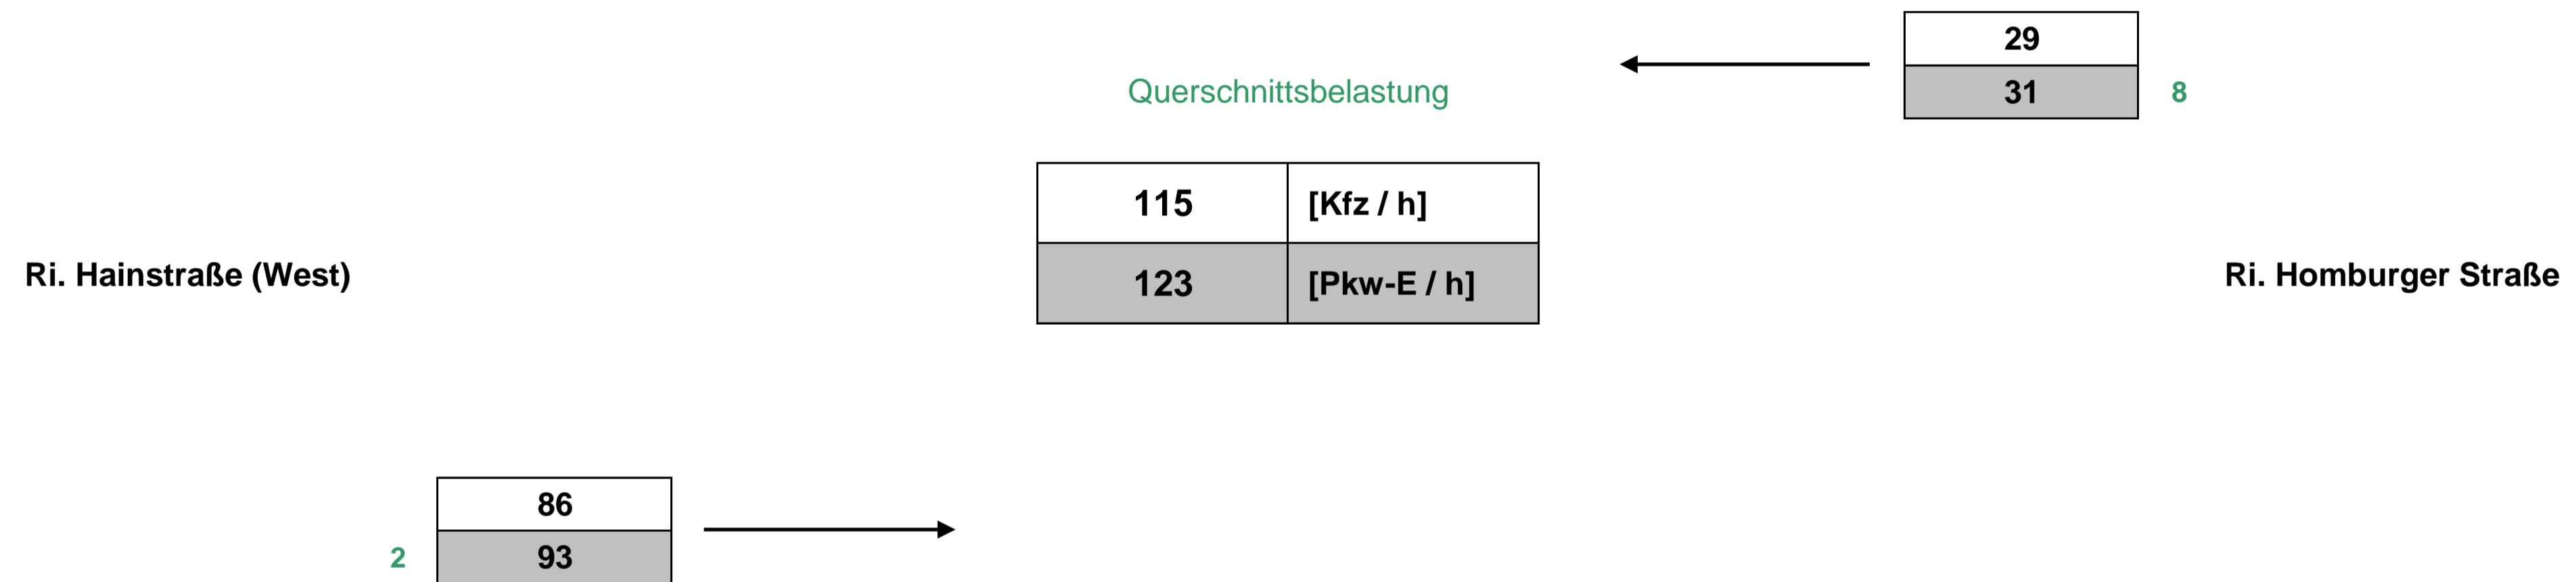 29
31 8
Querschnittsbelastung
115 [Kfz / h]
123 [Pkw-E / h]
Ri. Hainstraße (West)
Ri. Homburger Straße
86
2 93